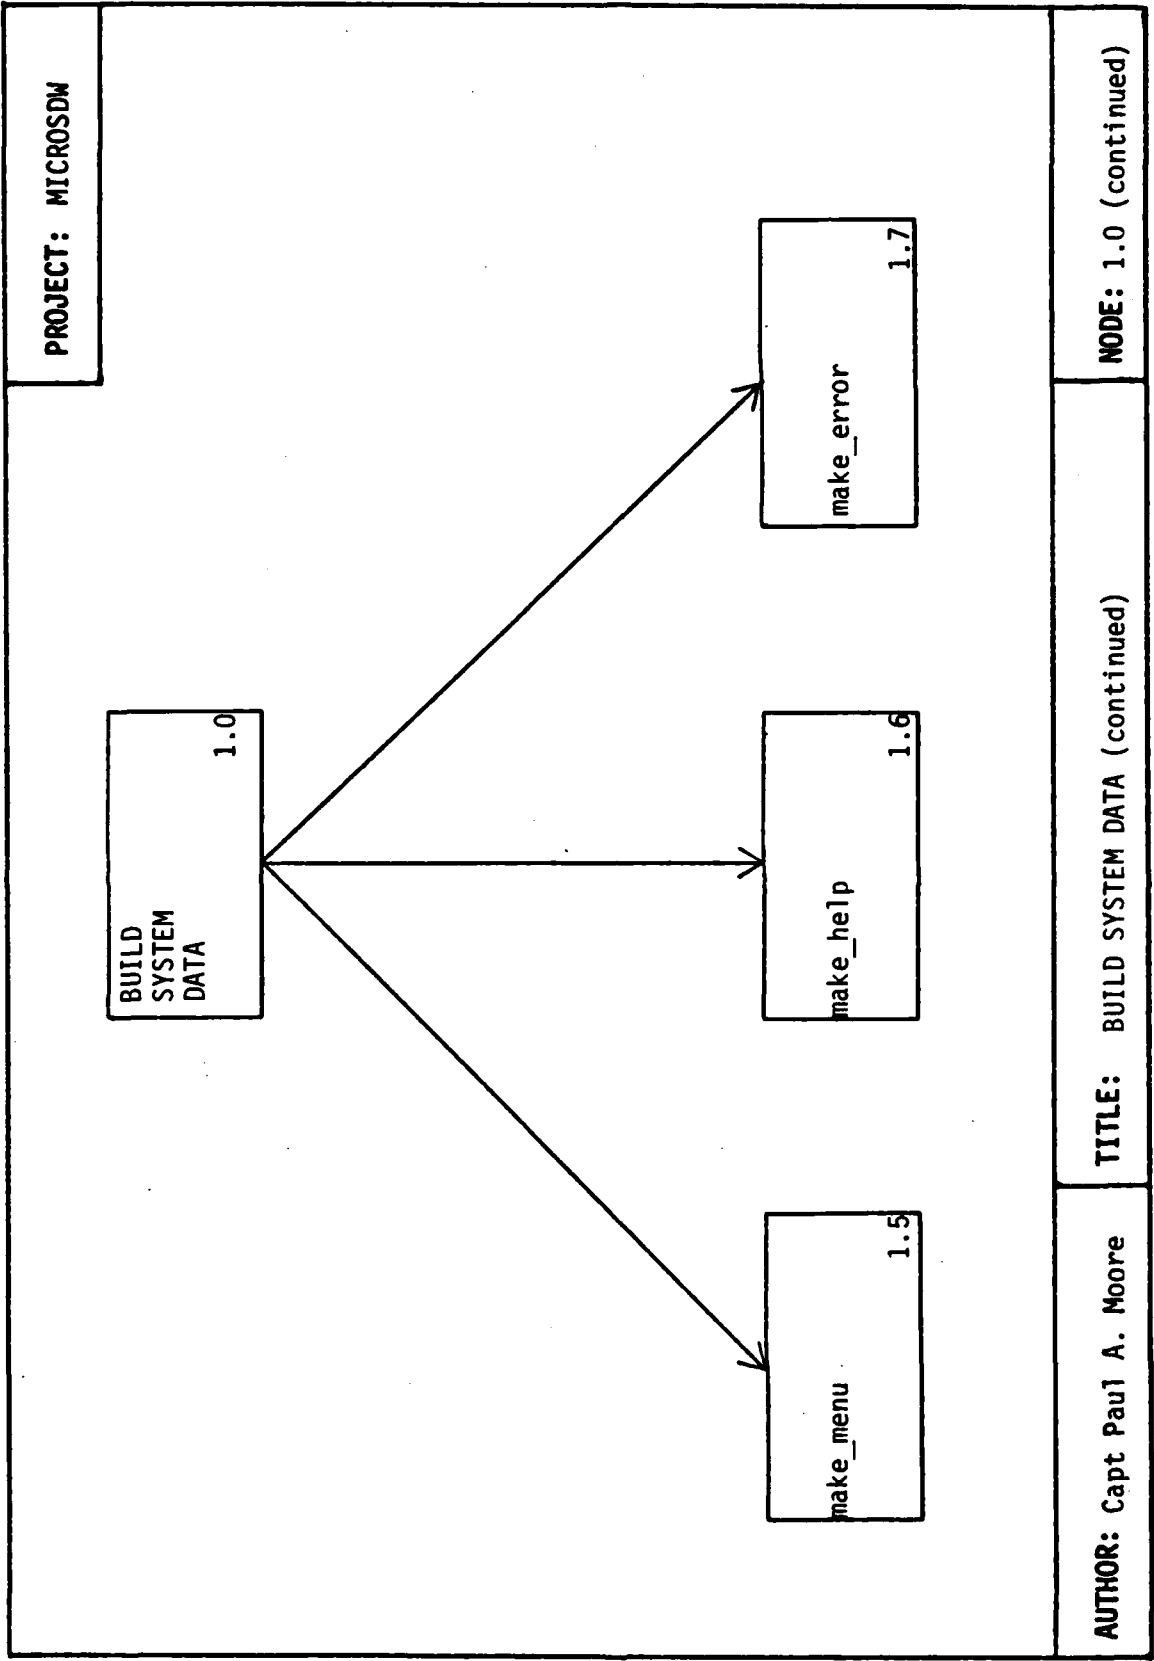 PROJECT: MICROSDW
BUILD
SYSTEM
DATA
1.0
make_menu
1.5
make_help
1.6
make_error
1.7
AUTHOR: Capt Paul A. Moore
TITLE: BUILD SYSTEM DATA (continued)
NODE: 1.0 (continued)